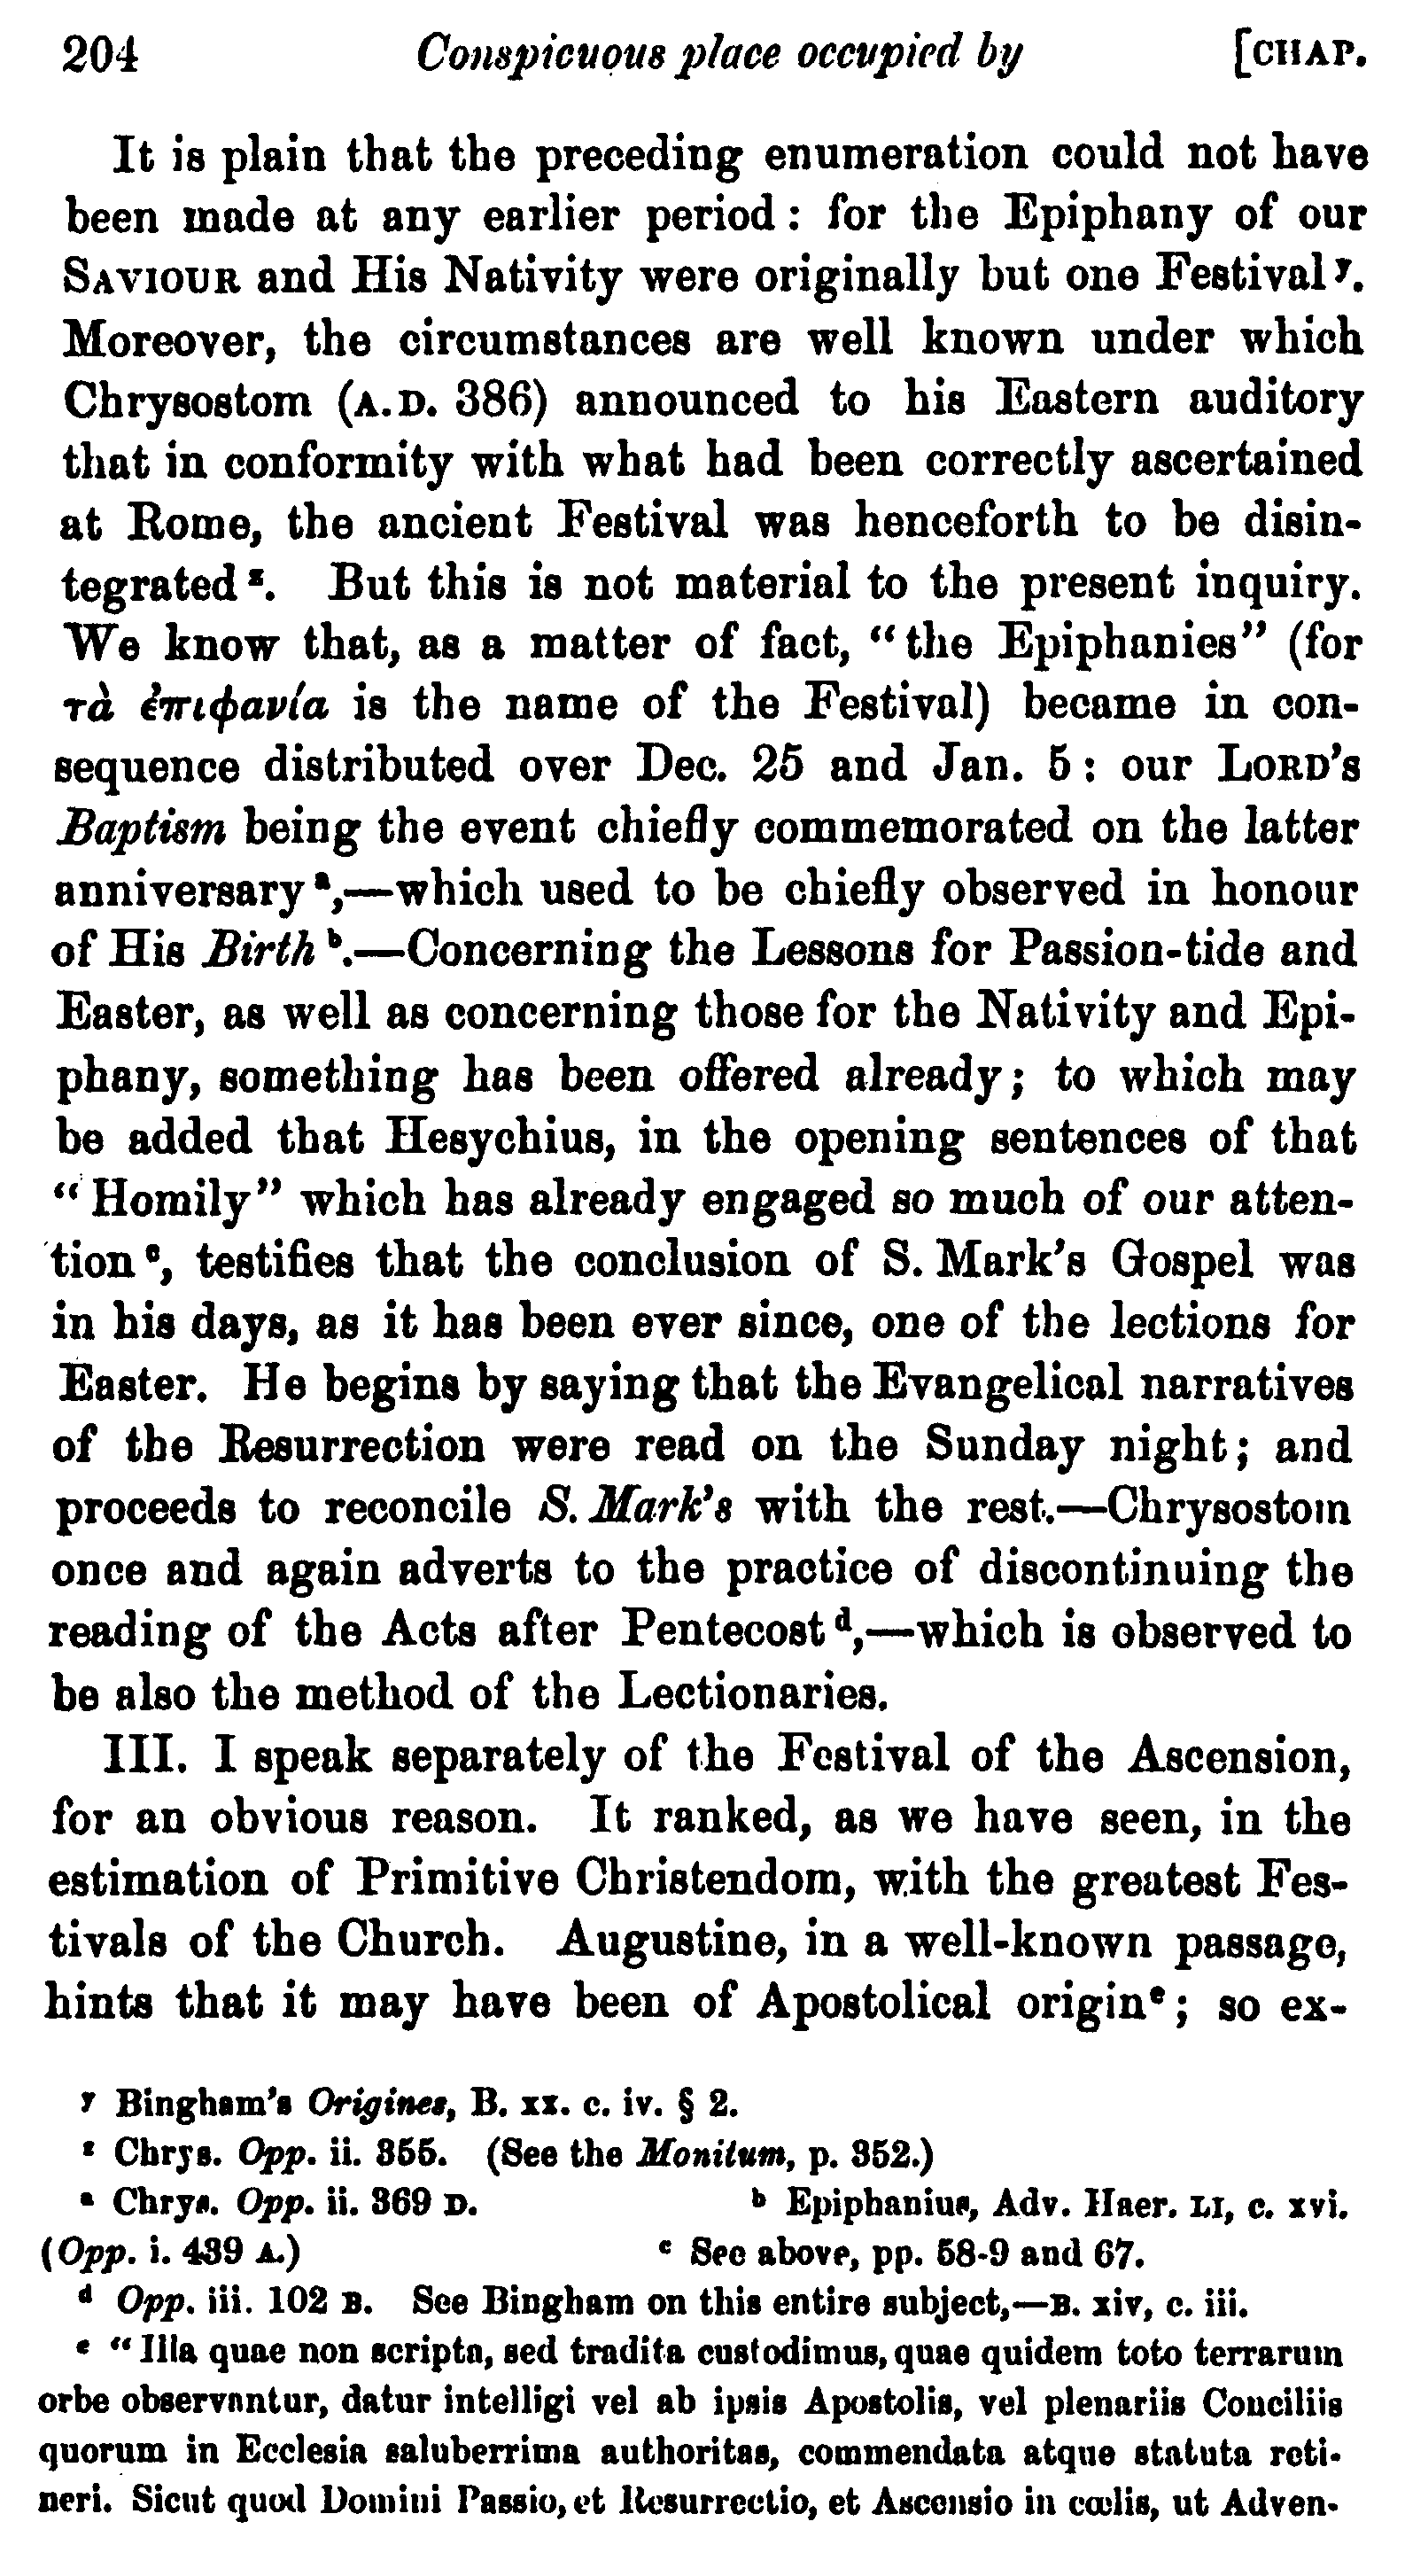 204 Conspicuous place occupied by [CHAP.
It is plain that the preceding enumeration could not have
been made at any earlier period : for the Epiphany of our
SAVIOUR and His Nativity were originally but one Festival ʸ.
Moreover, the circumstances are well known under which
Chrysostom (A.D. 386) announced to his Eastern auditory
that in conformity with what had been correctly ascertained
at Rome, the ancient Festival was henceforth to be disin-
tegrated ᶻ. But this is not material to the present inquiry.
We know that, as a matter of fact, “the Epiphanies” (for
τὰ ἐπιφανία is the name of the Festival) became in con-
sequence distributed over Dec. 25 and Jan. 5 : our LORD’S
Baptism being the event chiefly commemorated on the latter
anniversary ᵃ,—which used to be chiefly observed in honour
of His Birth ᵇ.—Concerning the Lessons for Passion-tide and
Easter, as well as concerning those for the Nativity and Epi-
phany, something has been offered already; to which may
be added that Hesychius, in the opening sentences of that
“Homily” which has already engaged so much of our atten-
tion ᶜ, testifies that the conclusion of S. Mark’s Gospel was
in his days, as it has been ever since, one of the lections for
Easter. He begins by saying that the Evangelical narratives
of the Resurrection were read on the Sunday night; and
proceeds to reconcile S. Mark’s with the rest.—Chrysostom
once and again adverts to the practice of discontinuing the
reading of the Acts after Pentecost ᵈ,—which is observed to
be also the method of the Lectionaries.
III. I speak separately of the Festival of the Ascension,
for an obvious reason. It ranked, as we have seen, in the
estimation of Primitive Christendom, with the greatest Fes-
tivals of the Church. Augustine, in a well-known passage,
hints that it may have been of Apostolical origin ᵉ; so ex-
ʸ Bingham’s Origines, B. xx. c. iv. § 2.
ᶻ Chrys. Opp. ii. 355. (See the Monitum, p. 352.)
ᵃ Chrys. Opp. ii. 369 D. ᵇ Epiphanius, Adv. Haer. LI, c. xvi.
(Opp. i. 439 A.) ᶜ See above, pp. 58-9 and 67.
ᵈ Opp. iii. 102 B. See Bingham on this entire subject,—B. xiv, c. iii.
ᵉ “Illa quae non scripta, sed tradita custodimus, quae quidem toto terrarum
orbe observantur, datur intelligi vel ab ipsis Apostolis, vel plenariis Conciliis
quorum in Ecclesia saluberrima authoritas, commendata atque statuta reti-
neri. Sicut quod Domini Passio, et Resurrectio, et Ascensio in cœlis, ut Adven-